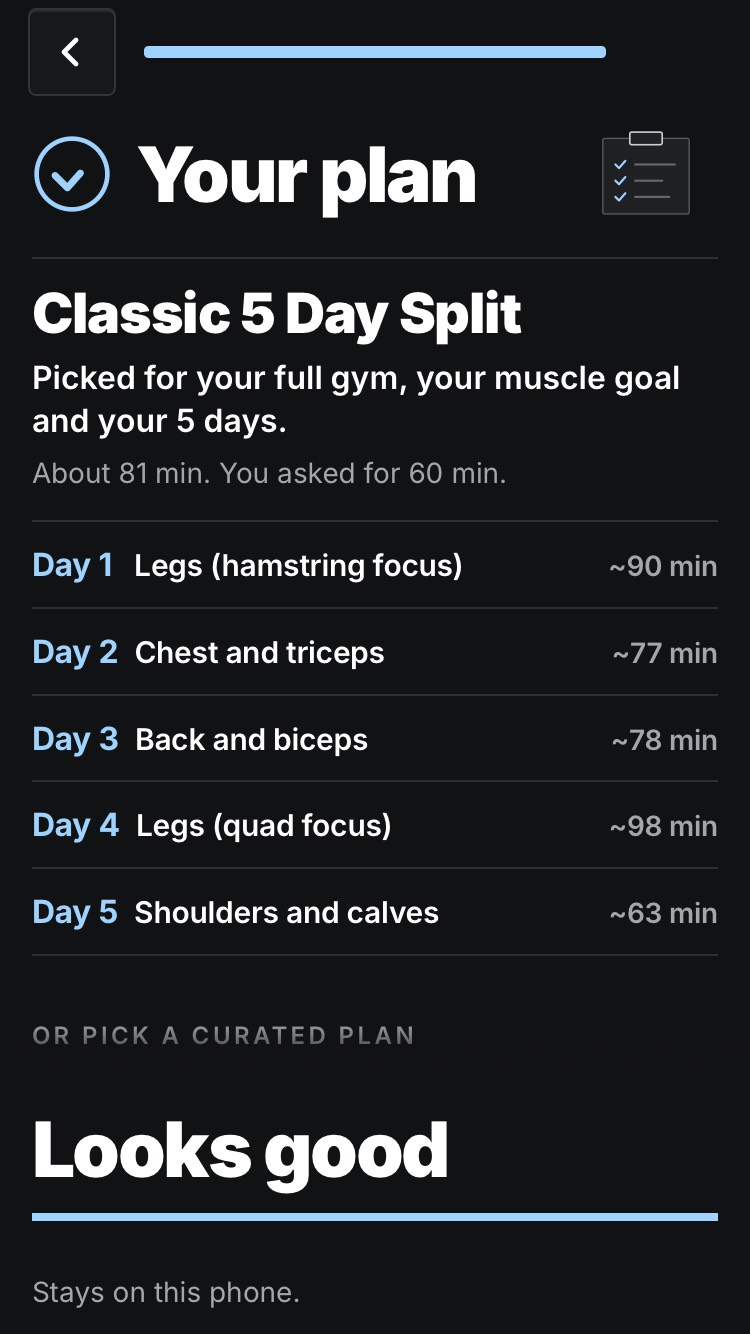 Your plan
Classic 5 Day Split
Picked for your full gym, your muscle goal
and your 5 days.
About 81 min. You asked for 60 min.
Day 1 Legs (hamstring focus) ~90 min
Day 2 Chest and triceps ~77 min
Day 3 Back and biceps ~78 min
Day 4 Legs (quad focus) ~98 min
Day 5 Shoulders and calves ~63 min
OR PICK A CURATED PLAN
Looks good
Stays on this phone.